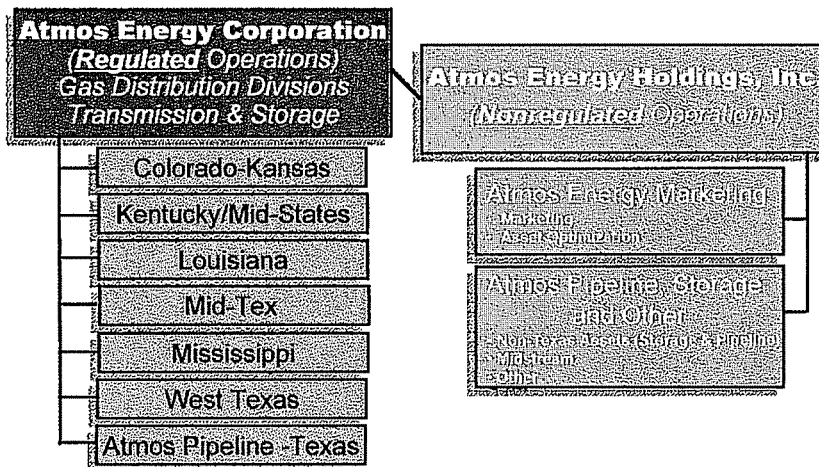 Atmos Energy Corporation
(Regulated Operations)
Gas Distribution Divisions
Transmission & Storage
Colorado-Kansas
Kentucky/Mid-States
Louisiana
Mid-Tex
Mississippi
West Texas
Atmos Pipeline -Texas
Atmos Energy Holdings, Inc
(Nonregulated Operations)
Atmos Energy Marketing
- Marketing
- Asset Optimization
Atmos Pipeline, Storage
and Other
- Non-Texas Assets (Storage & Pipeline)
- Midstream
- Other